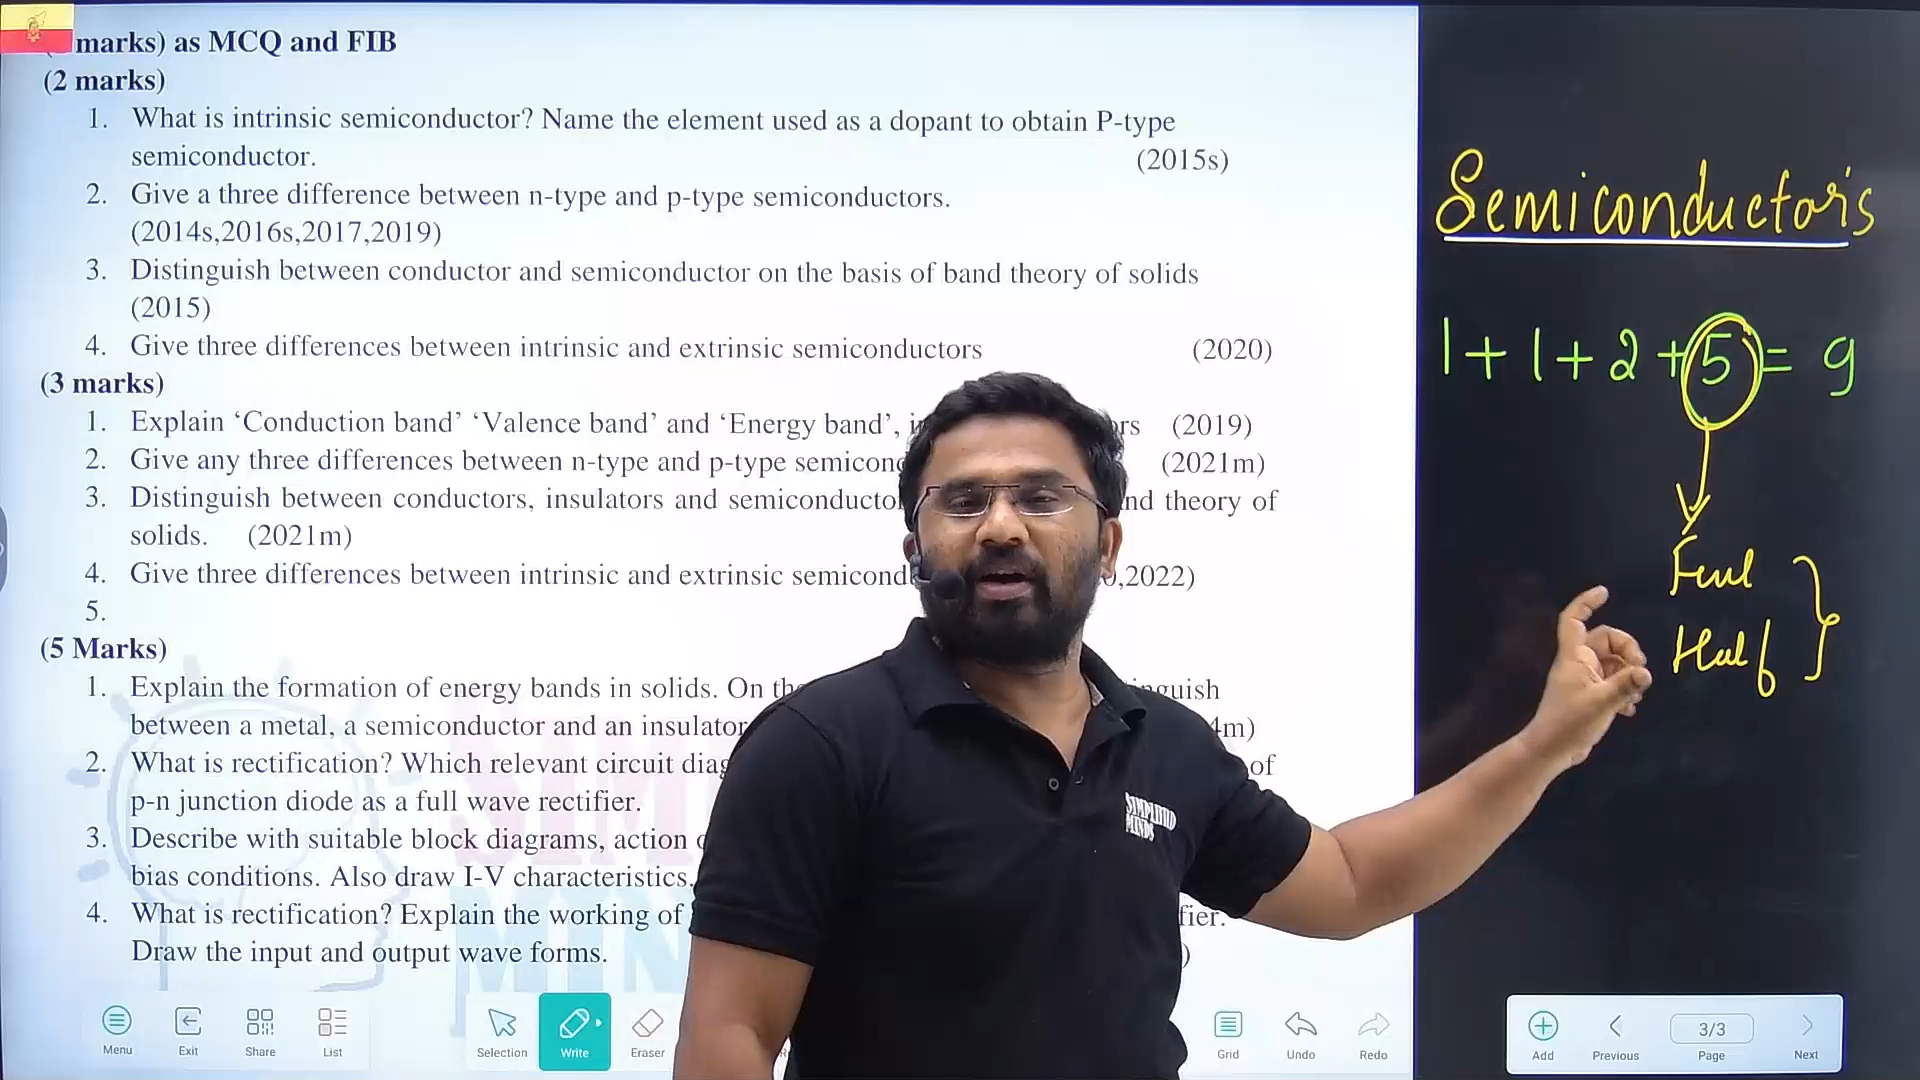 marks) as MCQ and FIB
(2 marks)
1. What is intrinsic semiconductor? Name the element used as a dopant to obtain P-type
semiconductor. (2015s)
2. Give a three difference between n-type and p-type semiconductors.
(2014s,2016s,2017,2019)
3. Distinguish between conductor and semiconductor on the basis of band theory of solids
(2015)
4. Give three differences between intrinsic and extrinsic semiconductors (2020)
(3 marks)
1. Explain ‘Conduction band’ ‘Valence band’ and ‘Energy band’, (2019)
2. Give any three differences between n-type and p-type (2021m)
3. Distinguish between conductors, insulators and theory of
solids. (2021m)
4. Give three differences between intrinsic and extrinsic ,2022)
5.
(5 Marks)
1. Explain the formation of energy bands in solids. On
between a metal, a semiconductor and an insulator
2. What is rectification? Which relevant circuit of
p-n junction diode as a full wave rectifier.
3. Describe with suitable block diagrams, action
bias conditions. Also draw I-V characteristics.
4. What is rectification? Explain the working of
Draw the input and output wave forms.
Semiconductor's
1 + 1 + 2 + 5 = 9
Full
Half
SIMPLIFIED
MINDS
Menu Exit Share List Selection Write Eraser Grid Undo Redo
Add Previous 3/3 Page Next